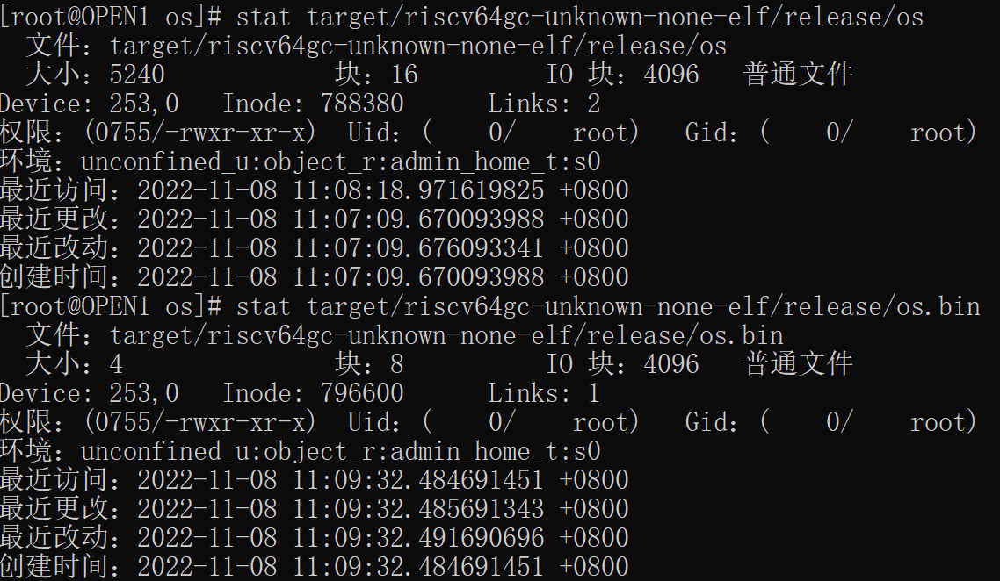 [root@OPEN1 os]# stat target/riscv64gc-unknown-none-elf/release/os
  文件：target/riscv64gc-unknown-none-elf/release/os
  大小：5240            块：16         IO 块：4096   普通文件
Device: 253,0   Inode: 788380      Links: 2
权限：(0755/-rwxr-xr-x)  Uid：(    0/    root)   Gid：(    0/    root)
环境：unconfined_u:object_r:admin_home_t:s0
最近访问：2022-11-08 11:08:18.971619825 +0800
最近更改：2022-11-08 11:07:09.670093988 +0800
最近改动：2022-11-08 11:07:09.676093341 +0800
创建时间：2022-11-08 11:07:09.670093988 +0800
[root@OPEN1 os]# stat target/riscv64gc-unknown-none-elf/release/os.bin
  文件：target/riscv64gc-unknown-none-elf/release/os.bin
  大小：4               块：8          IO 块：4096   普通文件
Device: 253,0   Inode: 796600      Links: 1
权限：(0755/-rwxr-xr-x)  Uid：(    0/    root)   Gid：(    0/    root)
环境：unconfined_u:object_r:admin_home_t:s0
最近访问：2022-11-08 11:09:32.484691451 +0800
最近更改：2022-11-08 11:09:32.485691343 +0800
最近改动：2022-11-08 11:09:32.491690696 +0800
创建时间：2022-11-08 11:09:32.484691451 +0800